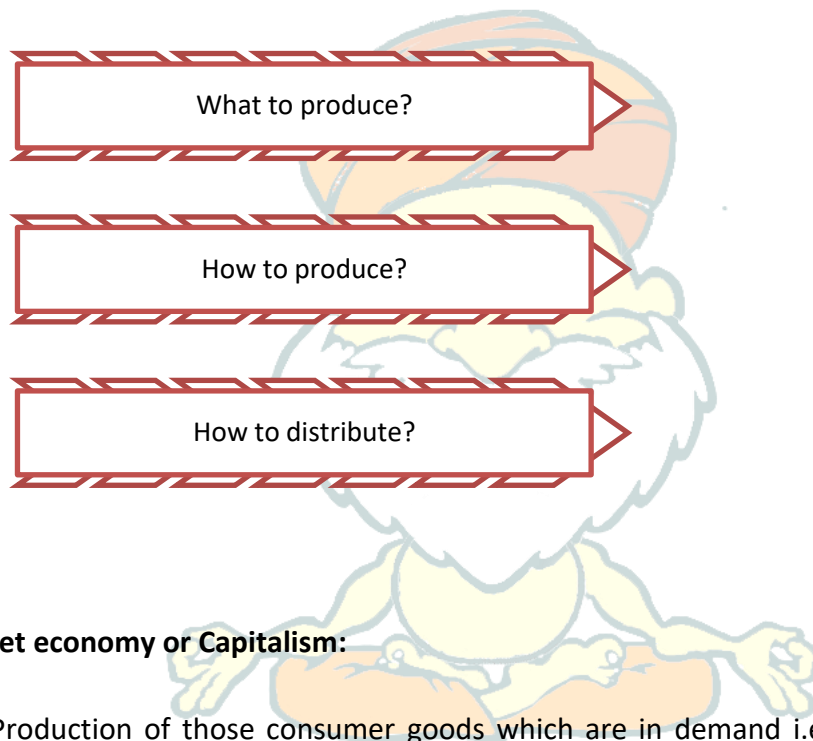 What to produce?
How to produce?
How to distribute?
et economy or Capitalism:
Production of those consumer goods which are in demand i.e